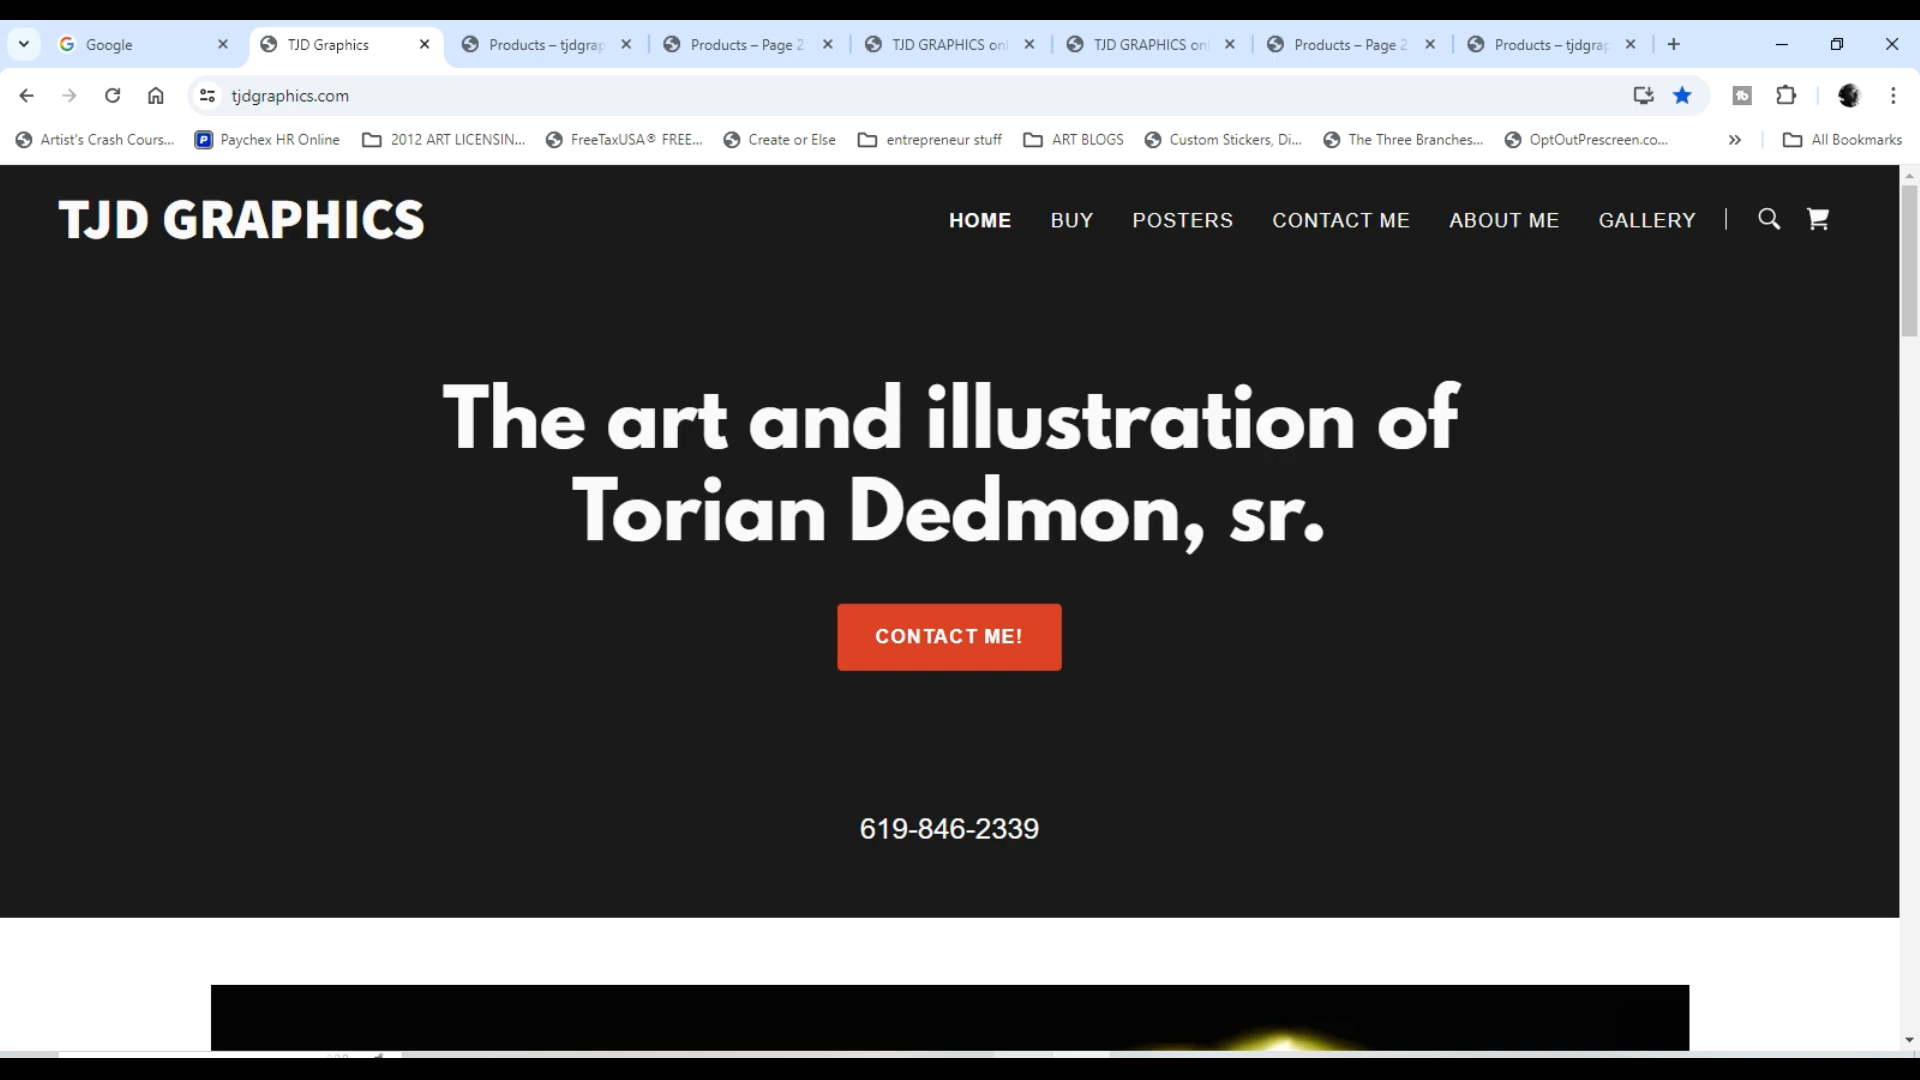 Google
TJD Graphics
Products – tjdgrap
Products – Page 2
TJD GRAPHICS onl
TJD GRAPHICS onl
Products – Page 2
Products – tjdgrap
tjdgraphics.com
Artist's Crash Cours...
Paychex HR Online
2012 ART LICENSIN...
FreeTaxUSA® FREE...
Create or Else
entrepreneur stuff
ART BLOGS
Custom Stickers, Di...
The Three Branches...
OptOutPrescreen.co...
All Bookmarks
TJD GRAPHICS
HOME
BUY
POSTERS
CONTACT ME
ABOUT ME
GALLERY
The art and illustration of
Torian Dedmon, sr.
CONTACT ME!
619-846-2339